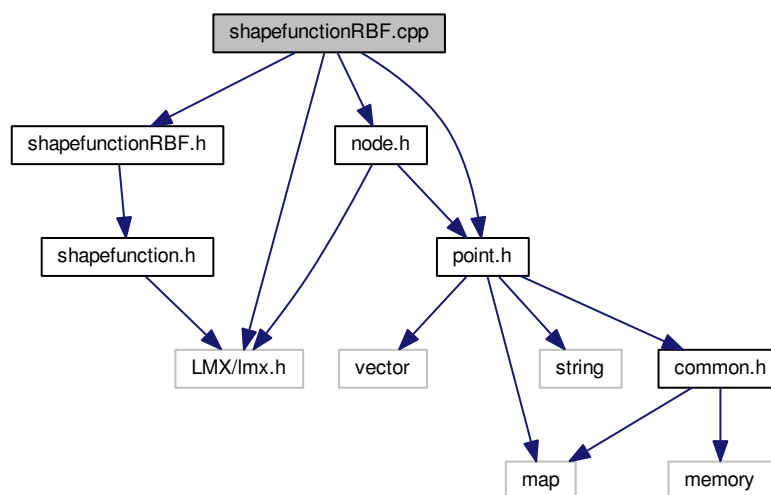 shapefunctionRBF.cpp
shapefunctionRBF.h
node.h
shapefunction.h
point.h
LMX/lmx.h
vector
string
common.h
map
memory